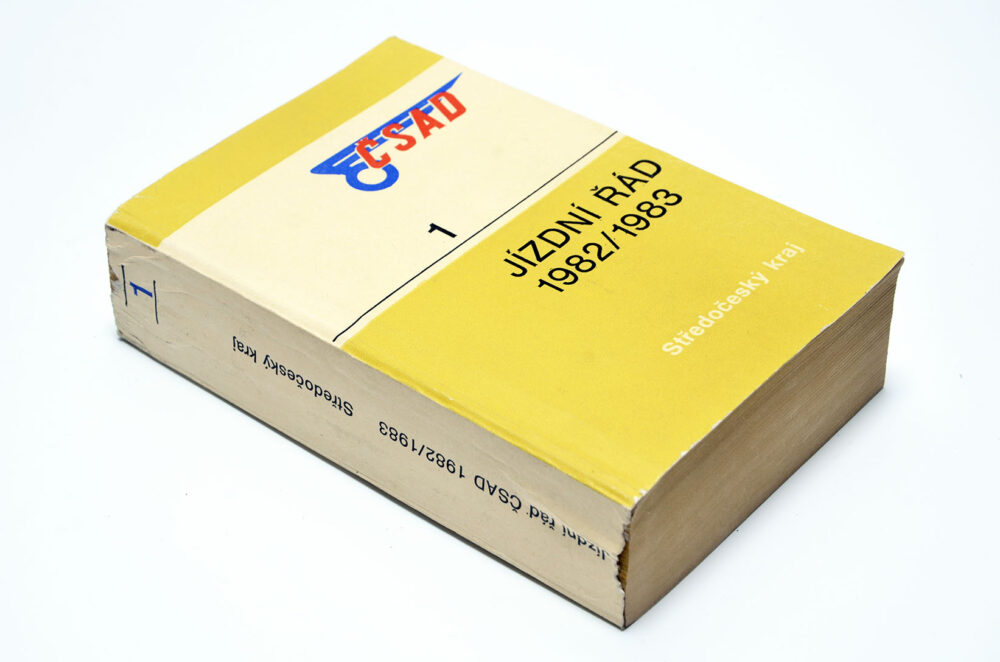 ČSAD
1
JÍZDNÍ ŘÁD
1982/1983
Středočeský kraj
1
Jízdní řád ČSAD 1982/1983 Středočeský kraj